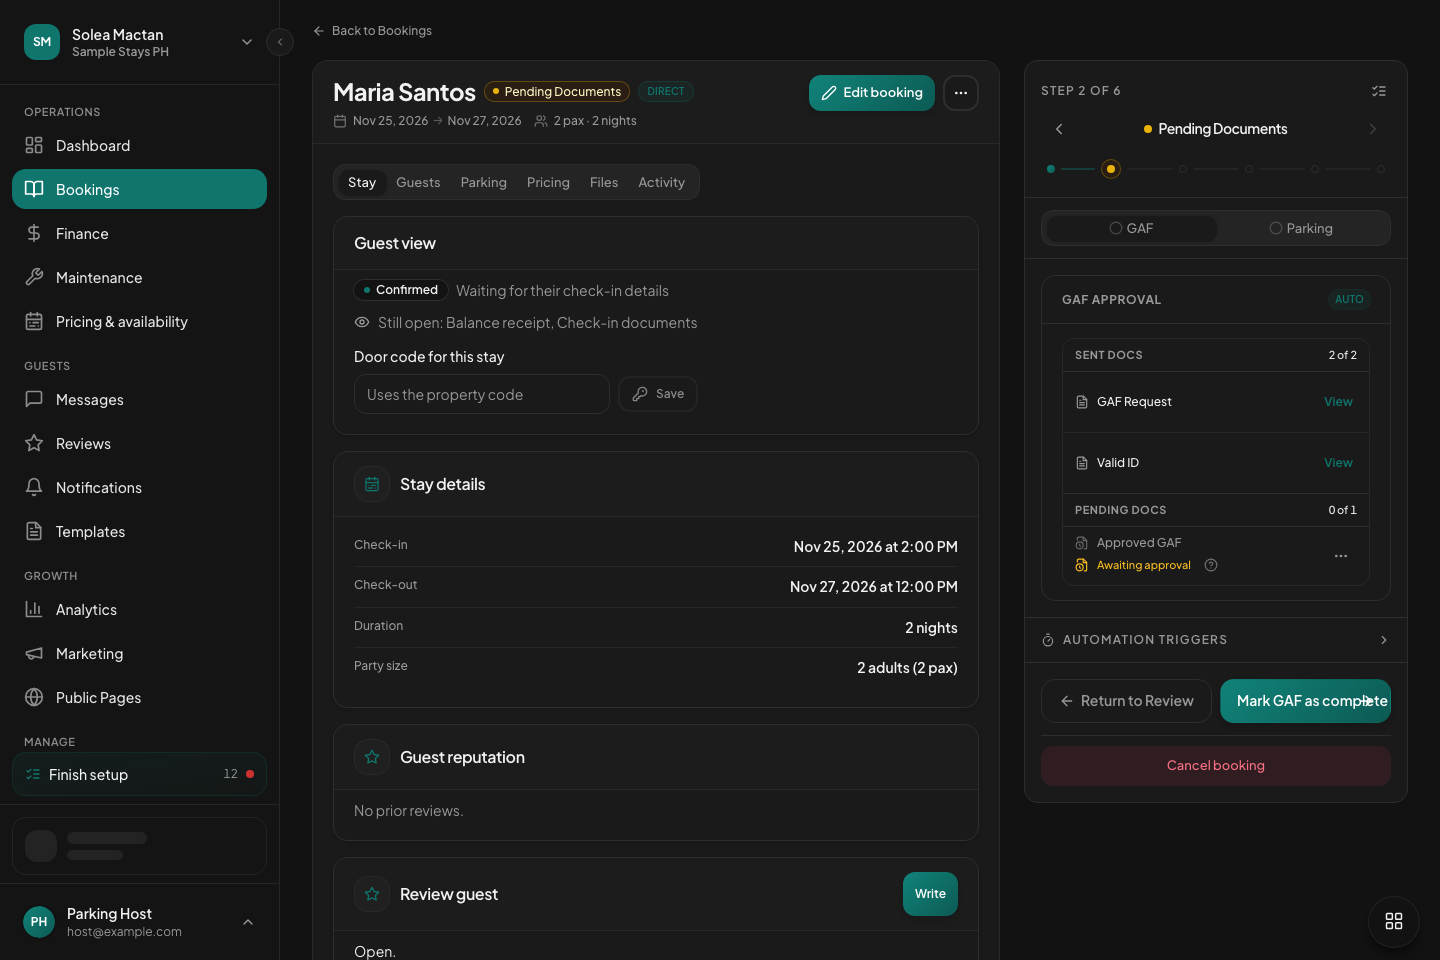 SM
Solea Mactan
Sample Stays PH
OPERATIONS
Dashboard
Bookings
Finance
Maintenance
Pricing & availability
GUESTS
Messages
Reviews
Notifications
Templates
GROWTH
Analytics
Marketing
Public Pages
MANAGE
Finish setup 12
PH
Parking Host
host@example.com
Back to Bookings
Maria Santos Pending Documents DIRECT
Nov 25, 2026 → Nov 27, 2026 2 pax · 2 nights
Edit booking
Stay Guests Parking Pricing Files Activity
Guest view
Confirmed Waiting for their check-in details
Still open: Balance receipt, Check-in documents
Door code for this stay
Uses the property code Save
Stay details
Check-in Nov 25, 2026 at 2:00 PM
Check-out Nov 27, 2026 at 12:00 PM
Duration 2 nights
Party size 2 adults (2 pax)
Guest reputation
No prior reviews.
Review guest Write
Open.
STEP 2 OF 6
Pending Documents
GAF Parking
GAF APPROVAL AUTO
SENT DOCS 2 of 2
GAF Request View
Valid ID View
PENDING DOCS 0 of 1
Approved GAF
Awaiting approval
AUTOMATION TRIGGERS
Return to Review Mark GAF as complete
Cancel booking